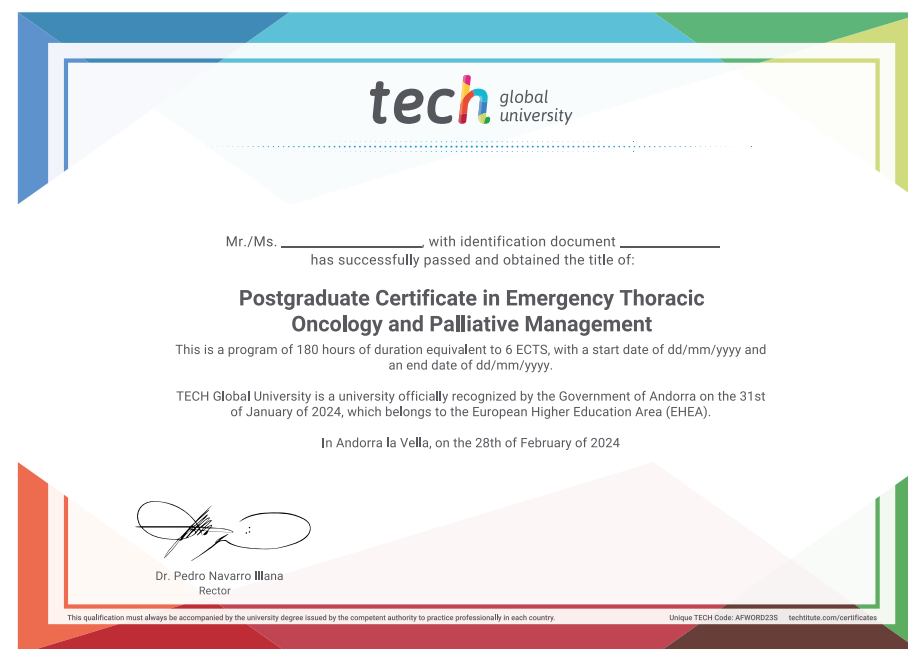 tech global
university
Mr./Ms. ____________, with identification document ____________
has successfully passed and obtained the title of:
Postgraduate Certificate in Emergency Thoracic
Oncology and Palliative Management
This is a program of 180 hours of duration equivalent to 6 ECTS, with a start date of dd/mm/yyyy and
an end date of dd/mm/yyyy.
TECH Global University is a university officially recognized by the Government of Andorra on the 31st
of January of 2024, which belongs to the European Higher Education Area (EHEA).
In Andorra la Vella, on the 28th of February of 2024
Dr. Pedro Navarro Illana
Rector
This qualification must always be accompanied by the university degree issued by the competent authority to practice professionally in each country.
Unique TECH Code: AFWORD23S techtitute.com/certificates